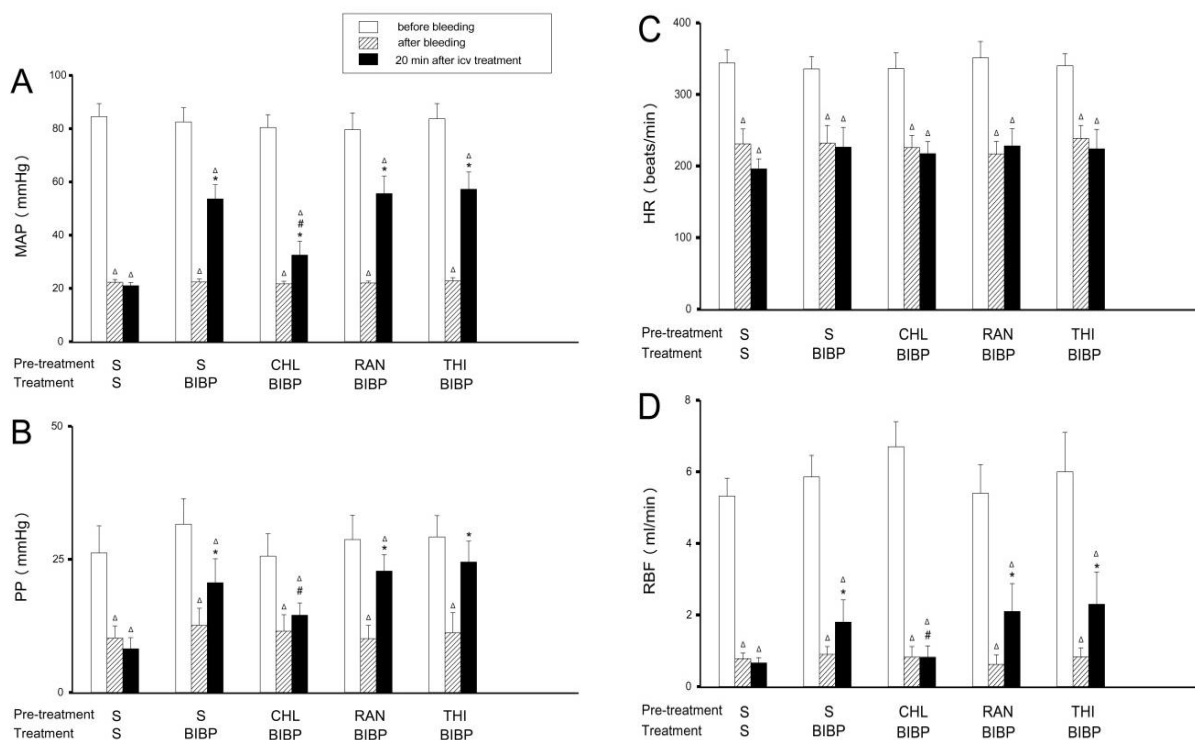 before bleeding
after bleeding
20 min after icv treatment
A
MAP ( mmHg )
100
80
60
40
20
0
Δ Δ
Δ Δ *
Δ Δ # *
Δ Δ *
Δ Δ *
Pre-treatment S S CHL RAN THI
Treatment S BIBP BIBP BIBP BIBP
B
PP ( mmHg )
50
25
0
Δ Δ
Δ Δ *
Δ Δ #
Δ Δ *
Δ *
Pre-treatment S S CHL RAN THI
Treatment S BIBP BIBP BIBP BIBP
C
HR ( beats/min )
400
300
200
100
0
Δ Δ
Δ Δ
Δ Δ
Δ Δ
Δ Δ
Pre-treatment S S CHL RAN THI
Treatment S BIBP BIBP BIBP BIBP
D
RBF ( ml/min )
8
6
4
2
0
Δ Δ
Δ Δ *
Δ Δ #
Δ Δ *
Δ Δ *
Pre-treatment S S CHL RAN THI
Treatment S BIBP BIBP BIBP BIBP